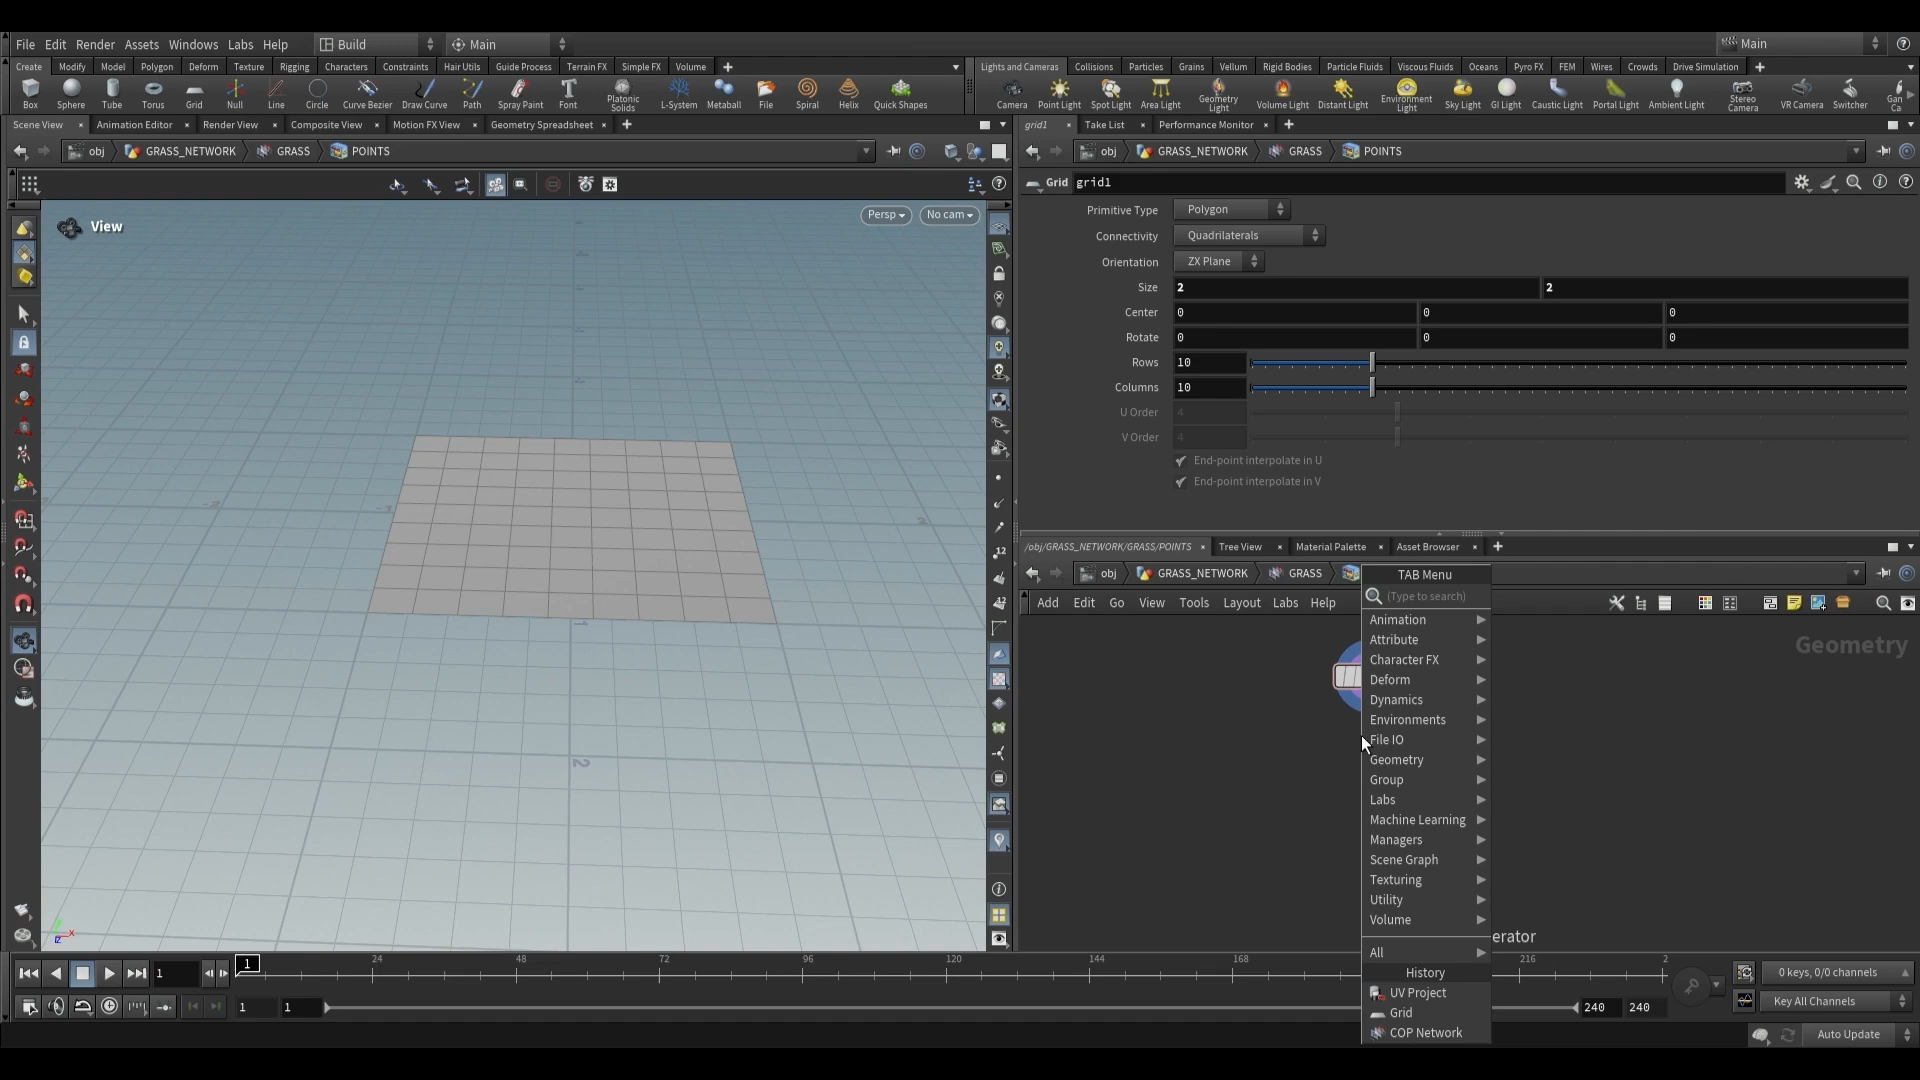 File Edit Render Assets Windows Labs Help Build Main Main
Create Modify Model Polygon Deform Texture Rigging Characters Constraints Hair Utils Guide Process Terrain FX Simple FX Volume
Lights and Cameras Collisions Particles Grains Vellum Rigid Bodies Particle Fluids Viscous Fluids Oceans Pyro FX FEM Wires Crowds Drive Simulation
Box Sphere Tube Torus Grid Null Line Circle Curve Bezier Draw Curve Path Spray Paint Font Platonic Solids L-System Metaball File Spiral Helix Quick Shapes
Camera Point Light Spot Light Area Light Geometry Light Volume Light Distant Light Environment Light Sky Light GI Light Caustic Light Portal Light Ambient Light Stereo Camera VR Camera Switcher Gan Ca
Scene View Animation Editor Render View Composite View Motion FX View Geometry Spreadsheet
grid1 Take List Performance Monitor
obj GRASS_NETWORK GRASS POINTS
obj GRASS_NETWORK GRASS POINTS
Grid grid1
View
Persp No cam
Primitive Type Polygon
Connectivity Quadrilaterals
Orientation ZX Plane
Size 2 2
Center 0 0 0
Rotate 0 0 0
Rows 10
Columns 10
U Order 4
V Order 4
End-point interpolate in U
End-point interpolate in V
2
/obj/GRASS_NETWORK/GRASS/POINTS Tree View Material Palette Asset Browser
obj GRASS_NETWORK GRASS
Add Edit Go View Tools Layout Labs Help
Geometry
TAB Menu
(Type to search)
Animation
Attribute
Character FX
Deform
Dynamics
Environments
File IO
Geometry
Group
Labs
Machine Learning
Managers
Scene Graph
Texturing
Utility
Volume
All
History
UV Project
Grid
COP Network
erator
1 1 24 48 72 96 120 144 168 216 2
0 keys, 0/0 channels
1 1 240 240
Key All Channels
Auto Update